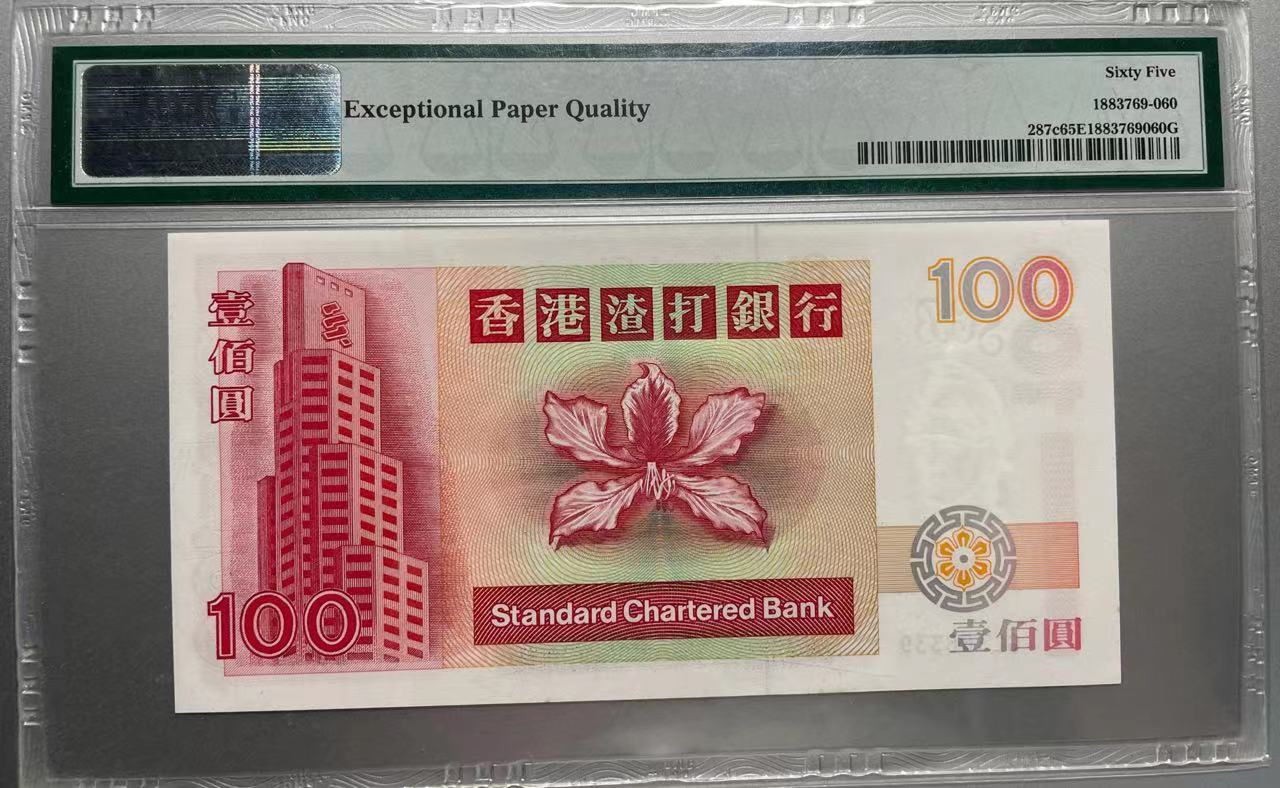 Exceptional Paper Quality
Sixty Five
1883769-060
287c65E1883769060G
壹佰圓
香港渣打銀行
100
Standard Chartered Bank
100
壹佰圓